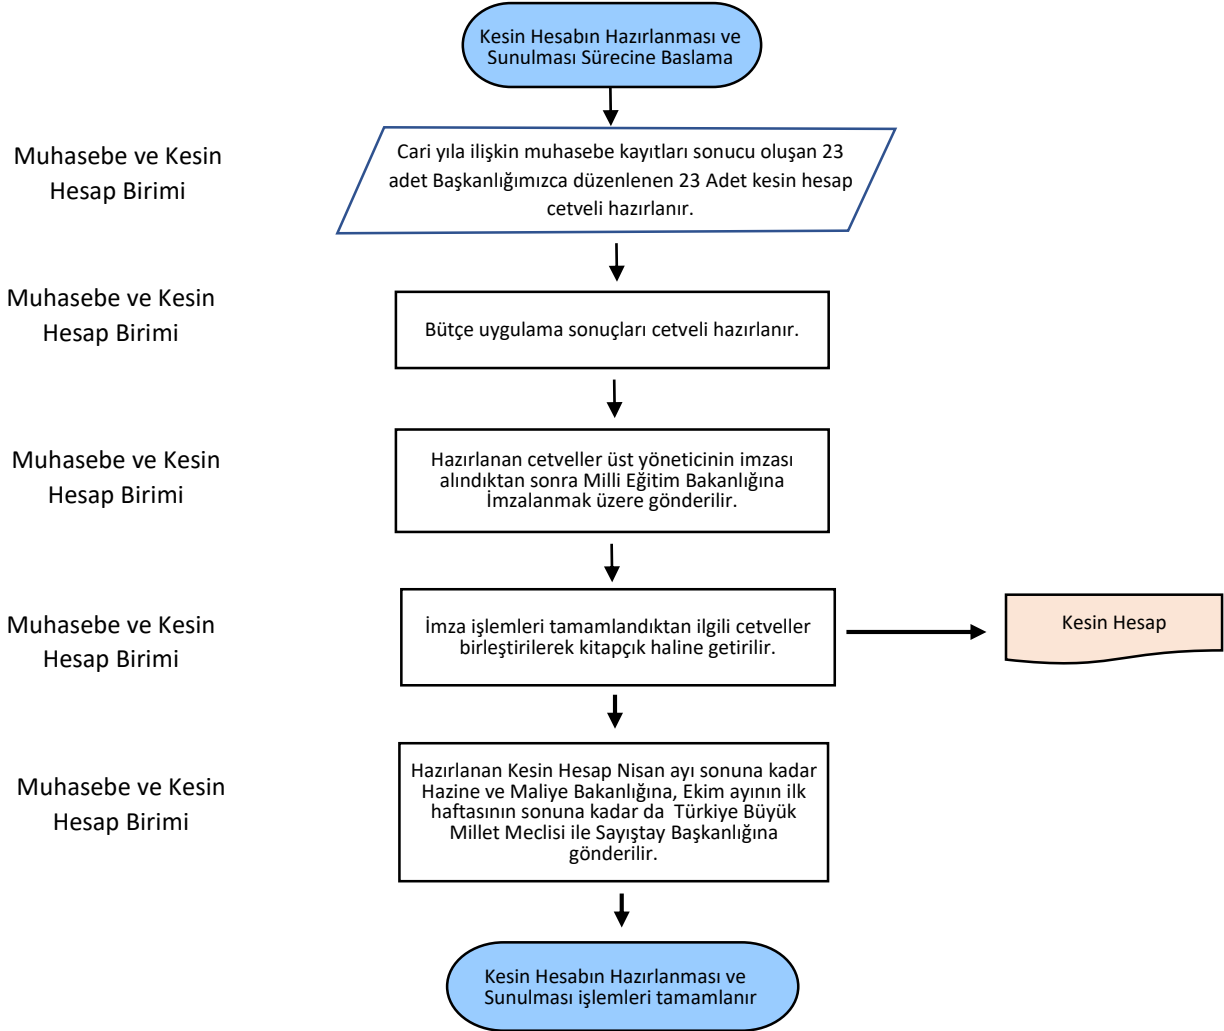 Kesin Hesabın Hazırlanması ve
Sunulması Sürecine Baslama
Muhasebe ve Kesin
Hesap Birimi
Cari yıla ilişkin muhasebe kayıtları sonucu oluşan 23
adet Başkanlığımızca düzenlenen 23 Adet kesin hesap
cetveli hazırlanır.
Muhasebe ve Kesin
Hesap Birimi
Bütçe uygulama sonuçları cetveli hazırlanır.
Muhasebe ve Kesin
Hesap Birimi
Hazırlanan cetveller üst yöneticinin imzası
alındıktan sonra Milli Eğitim Bakanlığına
İmzalanmak üzere gönderilir.
Muhasebe ve Kesin
Hesap Birimi
İmza işlemleri tamamlandıktan ilgili cetveller
birleştirilerek kitapçık haline getirilir.
Kesin Hesap
Muhasebe ve Kesin
Hesap Birimi
Hazırlanan Kesin Hesap Nisan ayı sonuna kadar
Hazine ve Maliye Bakanlığına, Ekim ayının ilk
haftasının sonuna kadar da Türkiye Büyük
Millet Meclisi ile Sayıştay Başkanlığına
gönderilir.
Kesin Hesabın Hazırlanması ve
Sunulması işlemleri tamamlanır